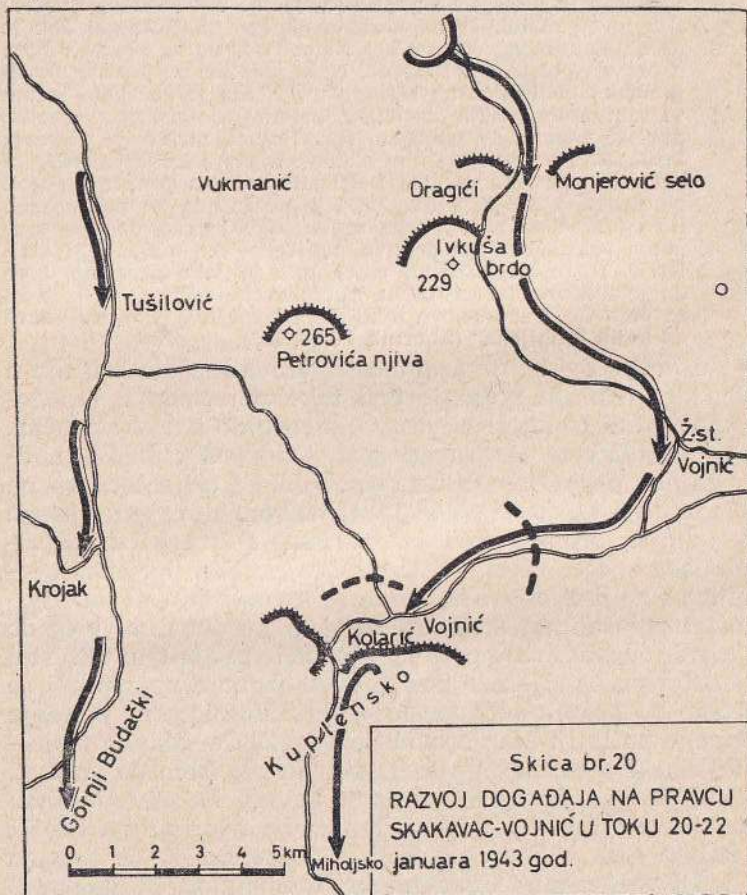 Vukmanić
Dragići
Monjerović selo
Ivkuša
brdo
229
Tušilović
265
Petrovića njiva
Ž.st.
Vojnić
Krojak
Kolarić
Vojnić
Kuplensko
Gornji Budački
0 1 2 3 4 5km
Miholjsko
Skica br.20
RAZVOJ DOGAĐAJA NA PRAVCU
SKAKAVAC-VOJNIĆ U TOKU 20-22
januara 1943 god.